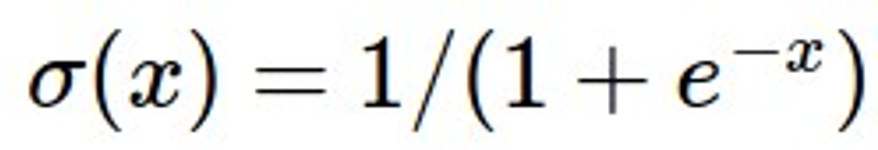 σ(x) = 1/(1 + e⁻ˣ)